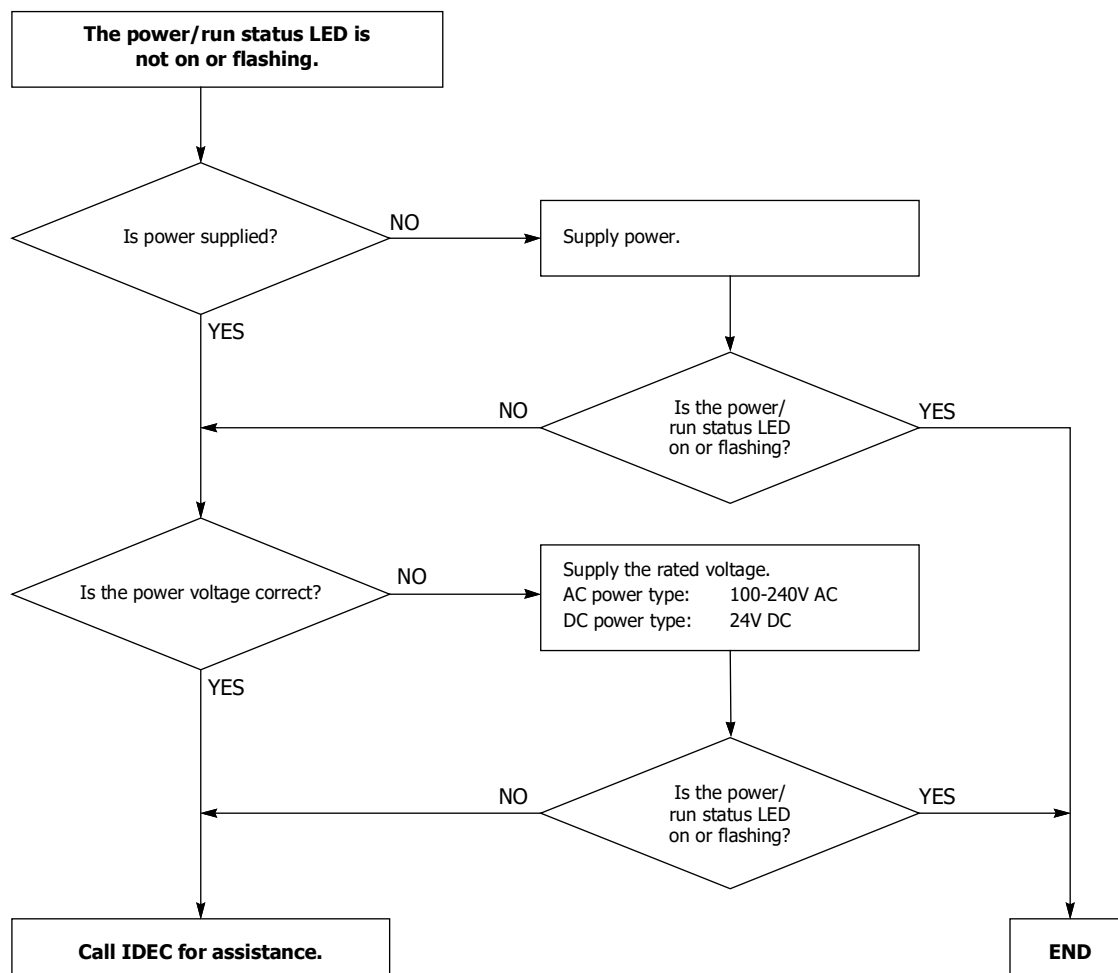 The power/run status LED is
not on or flashing.
Is power supplied?
NO
Supply power.
YES
Is the power/
run status LED
on or flashing?
NO
YES
Is the power voltage correct?
NO
Supply the rated voltage.
AC power type: 100-240V AC
DC power type: 24V DC
YES
Is the power/
run status LED
on or flashing?
NO
YES
Call IDEC for assistance.
END